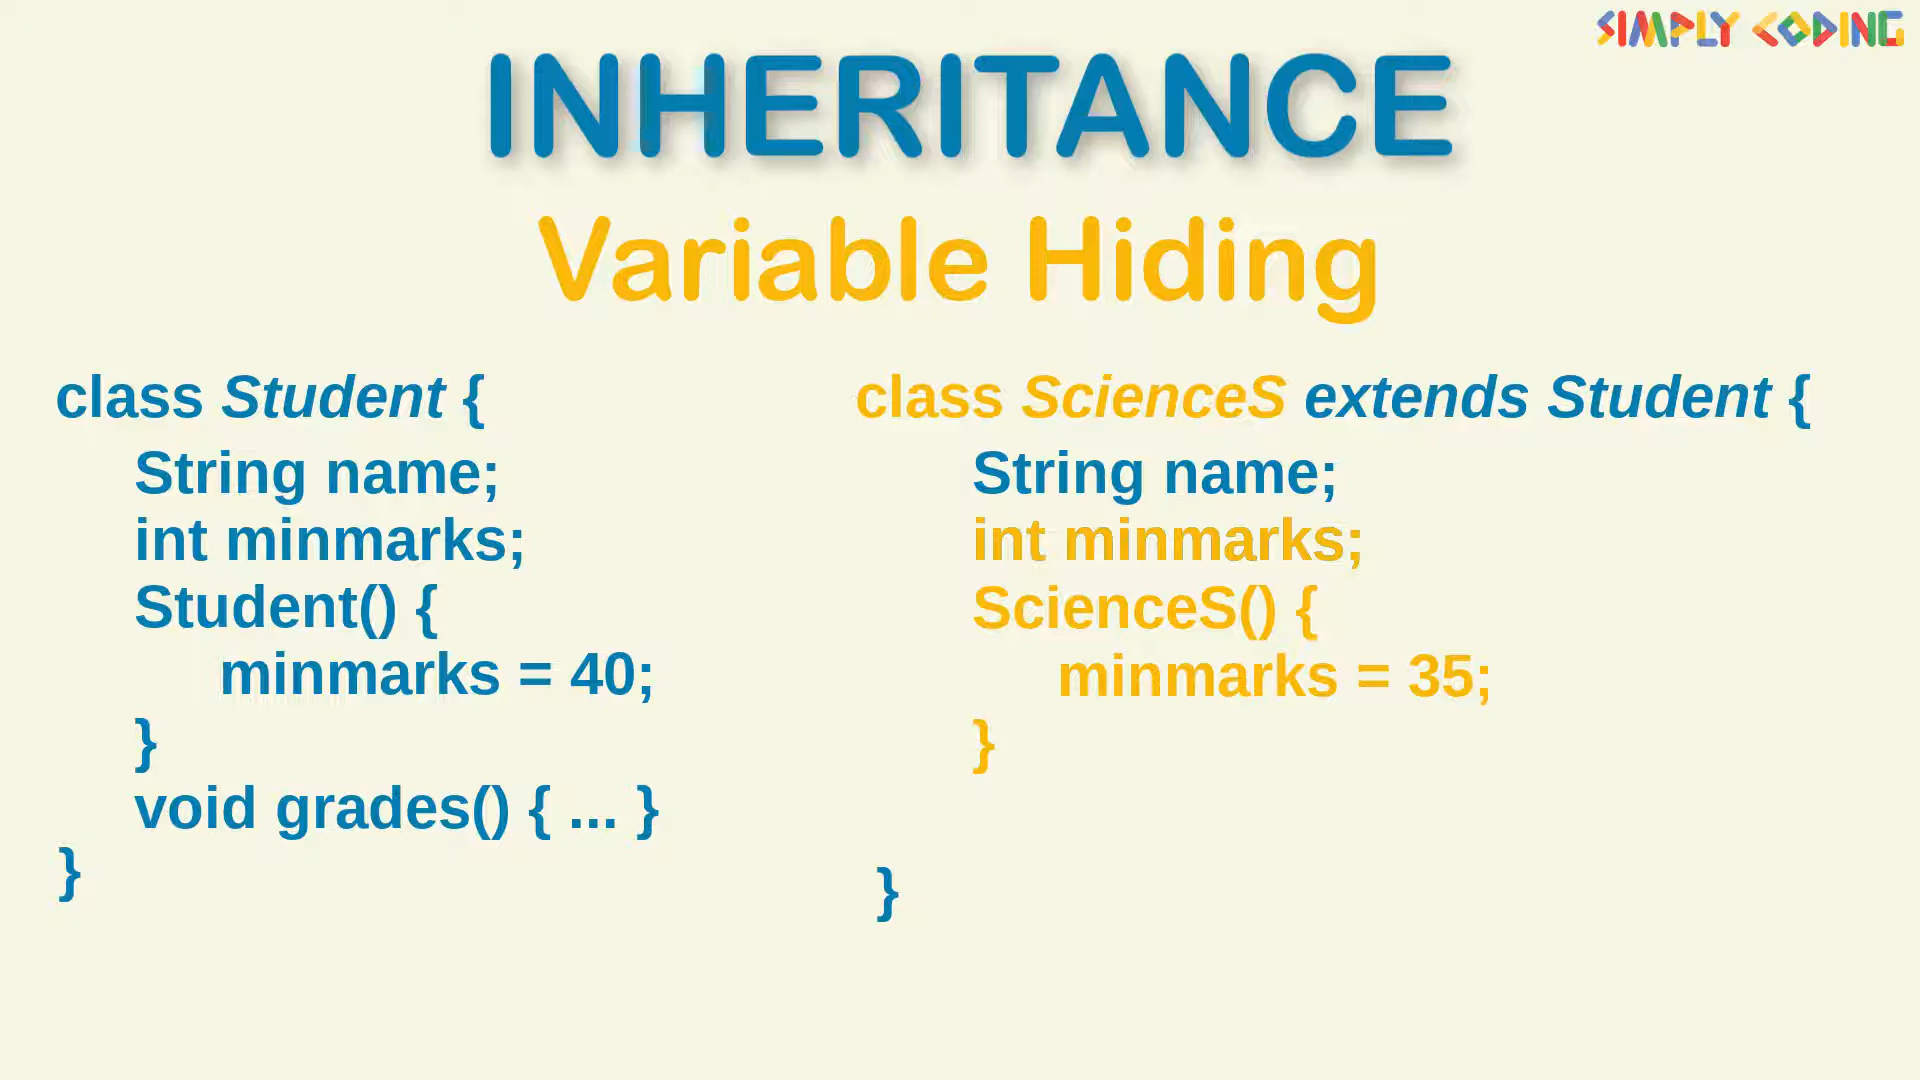 SIMPLY CODING
INHERITANCE
Variable Hiding
class Student {
String name;
int minmarks;
Student() {
minmarks = 40;
}
void grades() { ... }
}
class ScienceS extends Student {
String name;
int minmarks;
ScienceS() {
minmarks = 35;
}
}